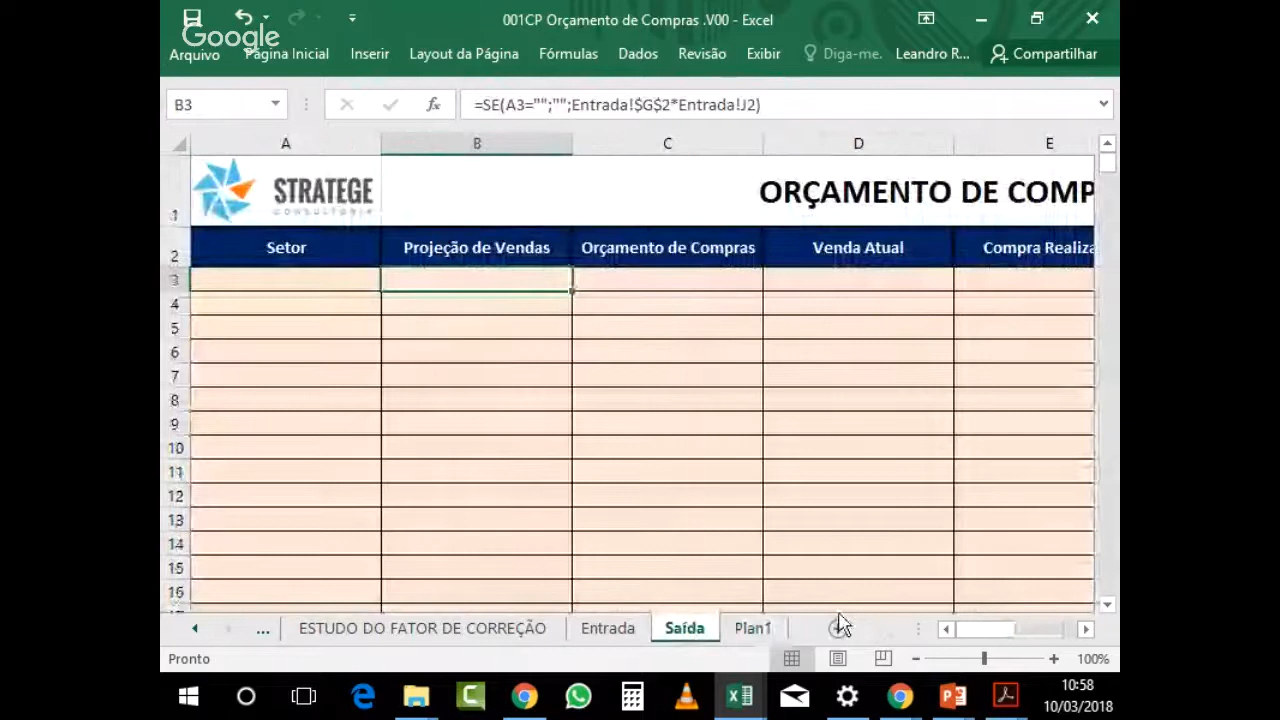 001CP Orçamento de Compras .V00 - Excel
Google
Arquivo Página Inicial Inserir Layout da Página Fórmulas Dados Revisão Exibir Diga-me. Leandro R... Compartilhar
B3 fx =SE(A3="";"";Entrada!$G$2*Entrada!J2)
A B C D E
1 STRATEGE ORÇAMENTO DE COMP
CONSULTORIA
2 Setor Projeção de Vendas Orçamento de Compras Venda Atual Compra Realiza
3
4
5
6
7
8
9
10
11
12
13
14
15
16
... ESTUDO DO FATOR DE CORREÇÃO Entrada Saída Plan1
Pronto 100%
10:58
10/03/2018